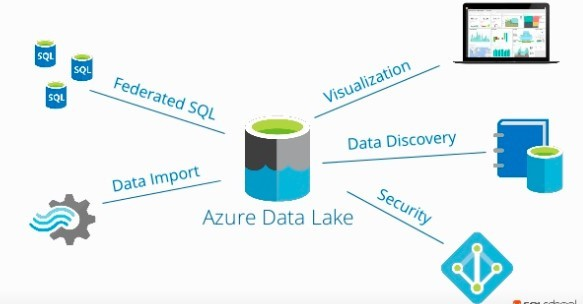 SQL
SQL
SQL
Federated SQL
Visualization
Data Discovery
Data Import
Security
Azure Data Lake